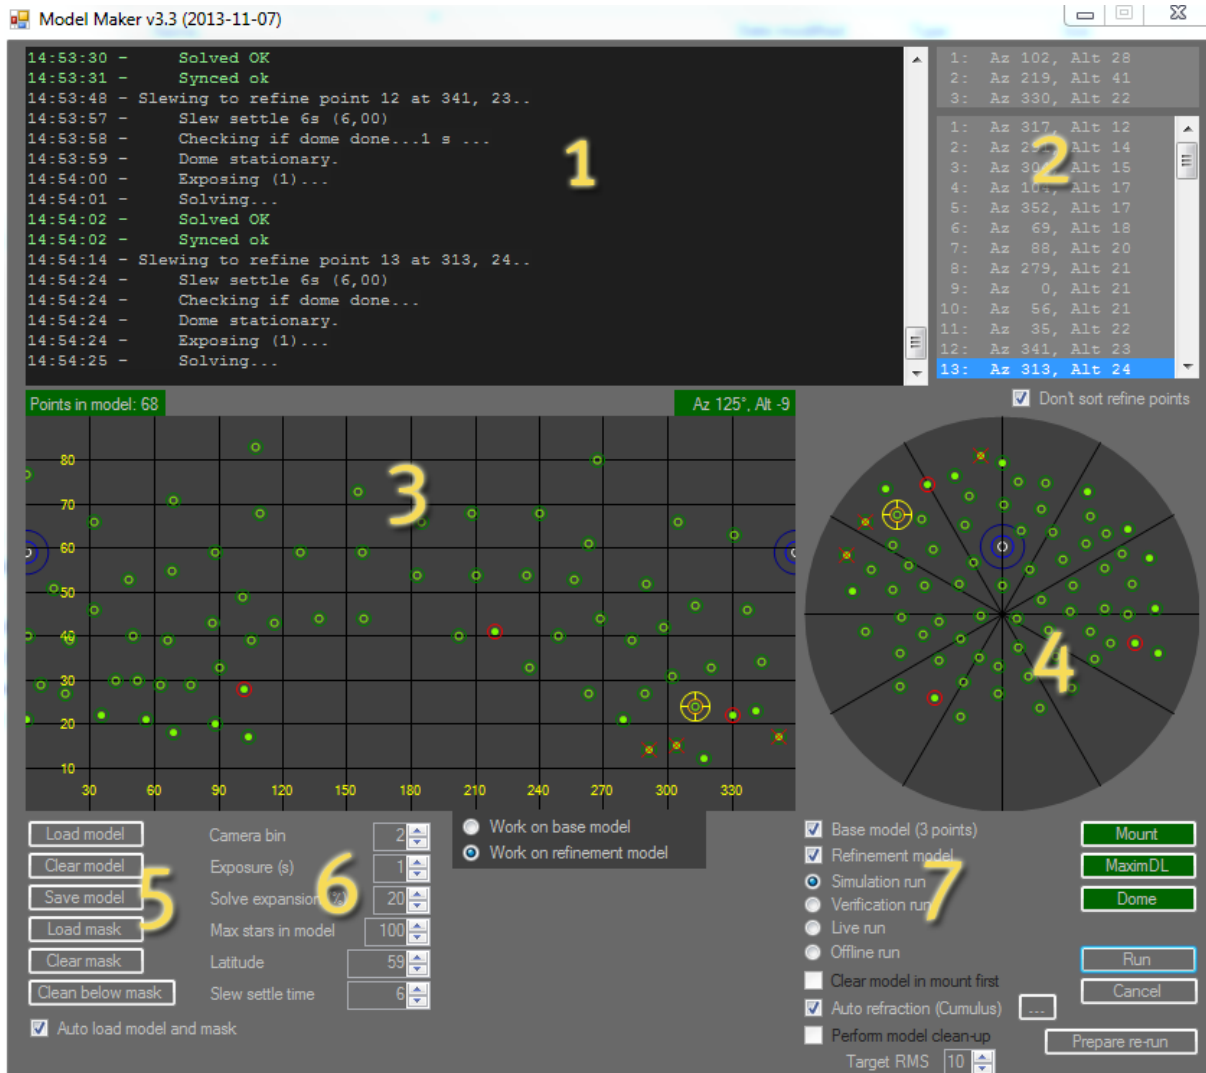 Model Maker v3.3 (2013-11-07)
14:53:30 - Solved OK
14:53:31 - Synced ok
14:53:48 - Slewing to refine point 12 at 341, 23..
14:53:57 - Slew settle 6s (6,00)
14:53:58 - Checking if dome done...1 s ...
14:53:59 - Dome stationary.
14:54:00 - Exposing (1)...
14:54:01 - Solving...
14:54:02 - Solved OK
14:54:02 - Synced ok
14:54:14 - Slewing to refine point 13 at 313, 24..
14:54:24 - Slew settle 6s (6,00)
14:54:24 - Checking if dome done...
14:54:24 - Dome stationary.
14:54:24 - Exposing (1)...
14:54:25 - Solving...
1
1: Az 102, Alt 28
2: Az 219, Alt 41
3: Az 330, Alt 22
1: Az 317, Alt 12
2: Az Alt 14
3: Az Alt 15
4: Az Alt 17
5: Az 352, Alt 17
6: Az 69, Alt 18
7: Az 88, Alt 20
8: Az 279, Alt 21
9: Az 0, Alt 21
10: Az 56, Alt 21
11: Az 35, Alt 22
12: Az 341, Alt 23
13: Az 313, Alt 24
2
Points in model: 68
Az 125°, Alt -9
Don't sort refine points
80
70
60
50
40
30
20
10
30 60 90 120 150 180 210 240 270 300 330
3
4
Load model
Clear model
Save model
Load mask
Clear mask
Clean below mask
Auto load model and mask
5
Camera bin 2
Exposure (s) 1
Solve expansion (%) 20
Max stars in model 100
Latitude 59
Slew settle time 6
6
Work on base model
Work on refinement model
Base model (3 points)
Refinement model
Simulation run
Verification run
Live run
Offline run
Clear model in mount first
Auto refraction (Cumulus) ...
Perform model clean-up
Target RMS 10
7
Mount
MaximDL
Dome
Run
Cancel
Prepare re-run